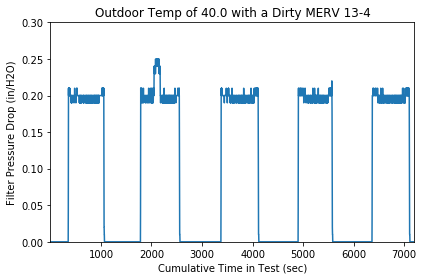 Outdoor Temp of 40.0 with a Dirty MERV 13-4
0.30
0.25
0.20
0.15
0.10
0.05
0.00
Filter Pressure Drop (in/H2O)
1000 2000 3000 4000 5000 6000 7000
Cumulative Time in Test (sec)